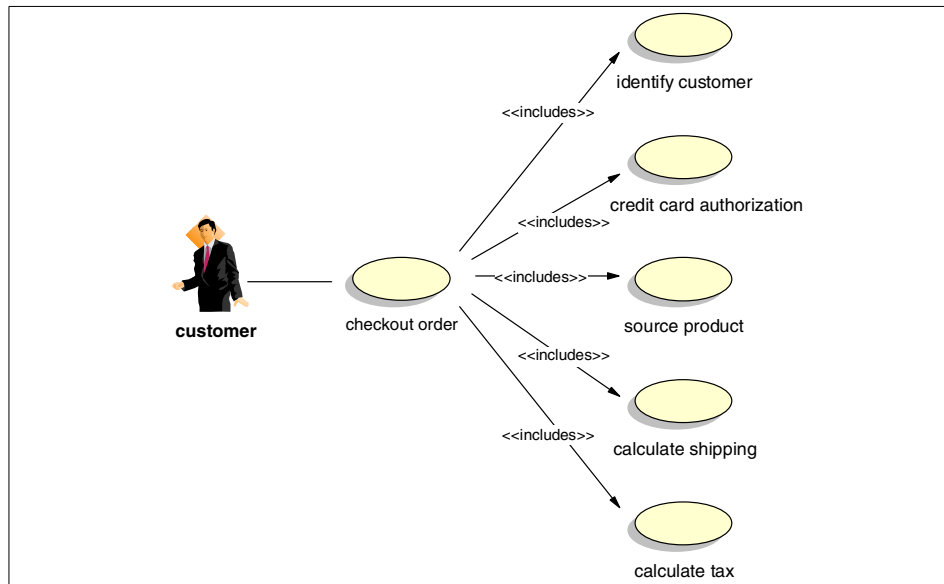 identify customer
<<includes>>
credit card authorization
<<includes>>
<<includes>>
source product
customer
checkout order
<<includes>>
calculate shipping
<<includes>>
calculate tax